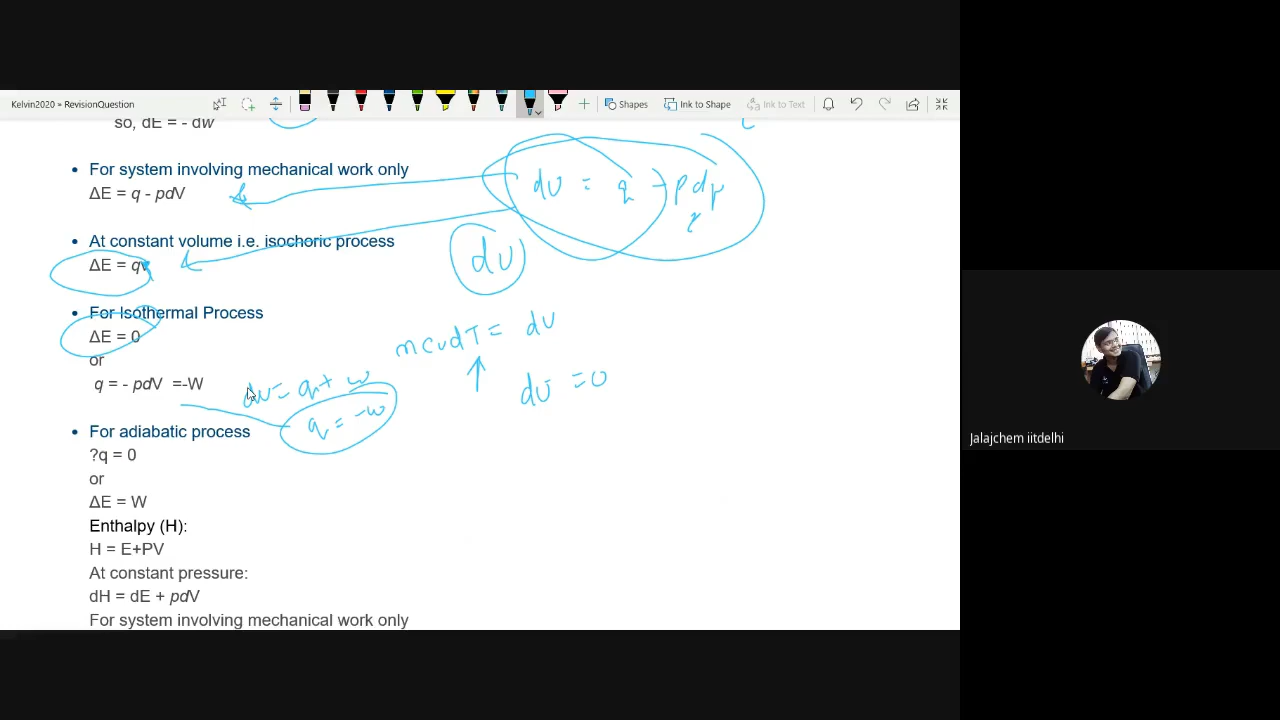 Kelvin2020 » RevisionQuestion
Shapes
Ink to Shape
Ink to Text
so, dE = - dw
• For system involving mechanical work only
ΔE = q - pdV
du = q - pdv
• At constant volume i.e. isochoric process
ΔE = qv
du
• For Isothermal Process
ΔE = 0
mcvdT = du
or
q = - pdV =-W
du = q + w
du = 0
q = -w
• For adiabatic process
?q = 0
or
ΔE = W
Enthalpy (H):
H = E+PV
At constant pressure:
dH = dE + pdV
For system involving mechanical work only
Jalajchem iitdelhi